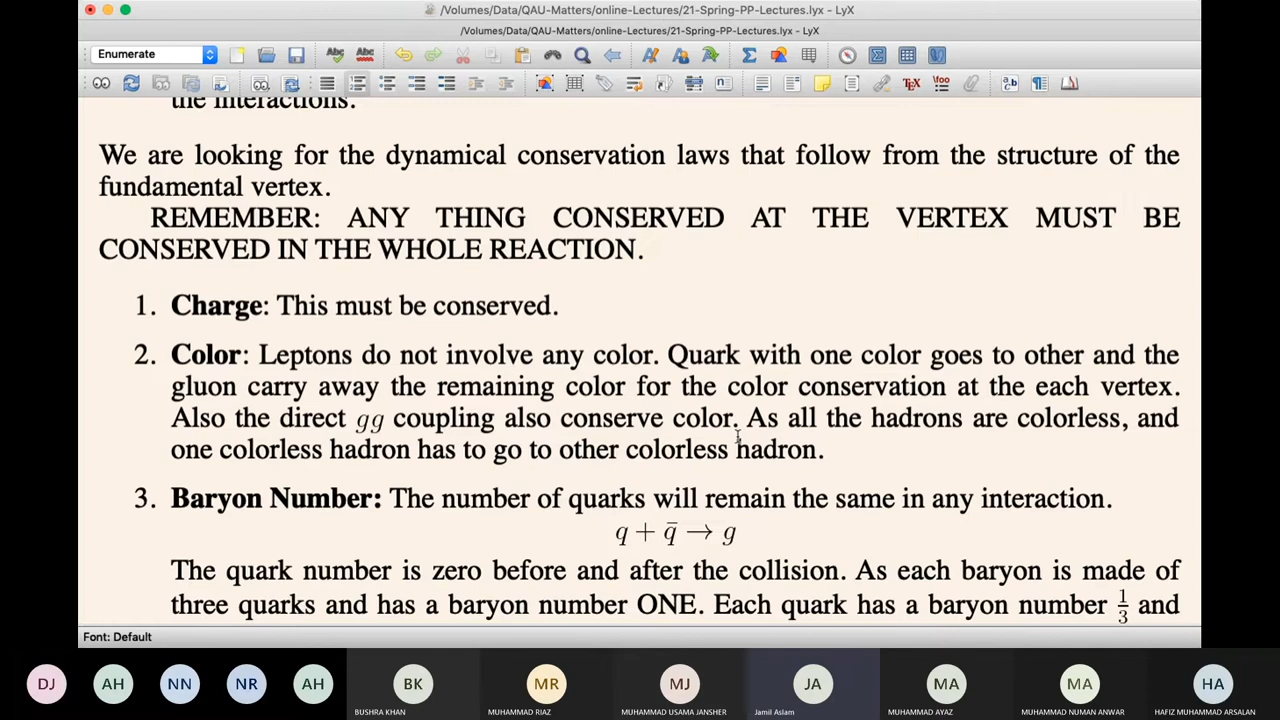 /Volumes/Data/QAU-Matters/online-Lectures/21-Spring-PP-Lectures.lyx - LyX
/Volumes/Data/QAU-Matters/online-Lectures/21-Spring-PP-Lectures.lyx - LyX
Enumerate
the interactions.
We are looking for the dynamical conservation laws that follow from the structure of the
fundamental vertex.
REMEMBER: ANY THING CONSERVED AT THE VERTEX MUST BE
CONSERVED IN THE WHOLE REACTION.
1. Charge: This must be conserved.
2. Color: Leptons do not involve any color. Quark with one color goes to other and the
gluon carry away the remaining color for the color conservation at the each vertex.
Also the direct gg coupling also conserve color. As all the hadrons are colorless, and
one colorless hadron has to go to other colorless hadron.
3. Baryon Number: The number of quarks will remain the same in any interaction.
q + q̄ → g
The quark number is zero before and after the collision. As each baryon is made of
three quarks and has a baryon number ONE. Each quark has a baryon number 1/3 and
Font: Default
DJ AH NN NR AH BK MR MJ JA MA MA HA
BUSHRA KHAN MUHAMMAD RIAZ MUHAMMAD USAMA JANSHER Jamil Aslam MUHAMMAD AYAZ MUHAMMAD NUMAN ANWAR HAFIZ MUHAMMAD ARSALAN